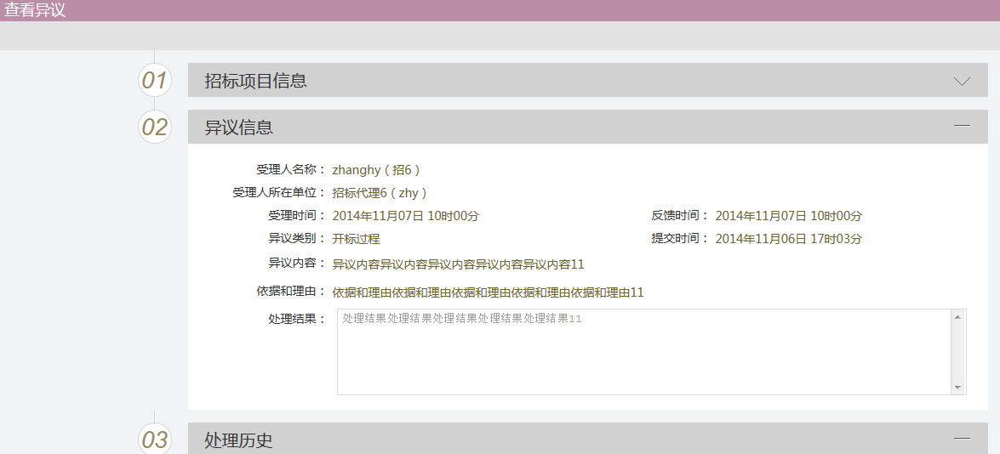 查看异议
01 招标项目信息
02 异议信息
受理人名称： zhanghy（招6）
受理人所在单位： 招标代理6（zhy）
受理时间： 2014年11月07日 10时00分 反馈时间： 2014年11月07日 10时00分
异议类别： 开标过程 提交时间： 2014年11月06日 17时03分
异议内容： 异议内容异议内容异议内容异议内容异议内容11
依据和理由： 依据和理由依据和理由依据和理由依据和理由依据和理由11
处理结果： 处理结果处理结果处理结果处理结果处理结果11
03 处理历史